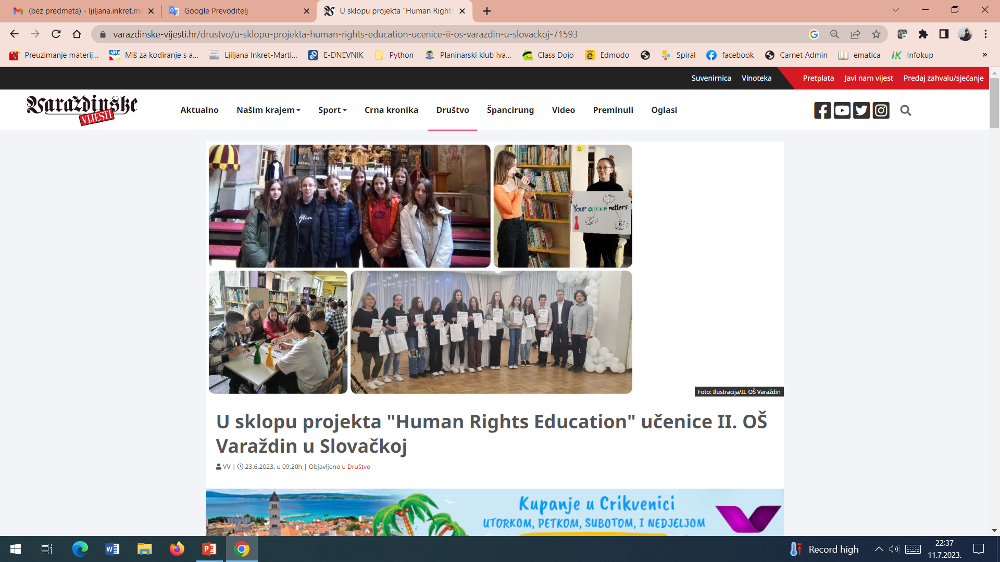 (bez predmeta) - ljiljana.inkret.ma
Google Prevoditelj
U sklopu projekta "Human Rights
varazdinske-vijesti.hr/drustvo/u-sklopu-projekta-human-rights-education-ucenice-ii-os-varazdin-u-slovackoj-71593
Preuzimanje materij...
Miš za kodiranje s a...
Ljiljana Inkret-Marti...
E-DNEVNIK
Python
Planinarski klub Iva...
Class Dojo
Edmodo
Spiral
facebook
Carnet Admin
ematica
Infokup
»
Suvenirnica
Vinoteka
Pretplata
Javi nam vijest
Predaj zahvalu/sjećanje
Varaždinske
VIJESTI
Aktualno
Našim krajem
Sport
Crna kronika
Društvo
Špancirung
Video
Preminuli
Oglasi
Your opinion matters
Foto: Ilustracija/II. OŠ Varaždin
U sklopu projekta "Human Rights Education" učenice II. OŠ
Varaždin u Slovačkoj
VV | 23.6.2023. u 09:20h | Objavljeno u Društvo
Kupanje u Crikvenici
UTORKOM, PETKOM, SUBOTOM, I NEDJELJOM
Record high
22:37
11.7.2023.